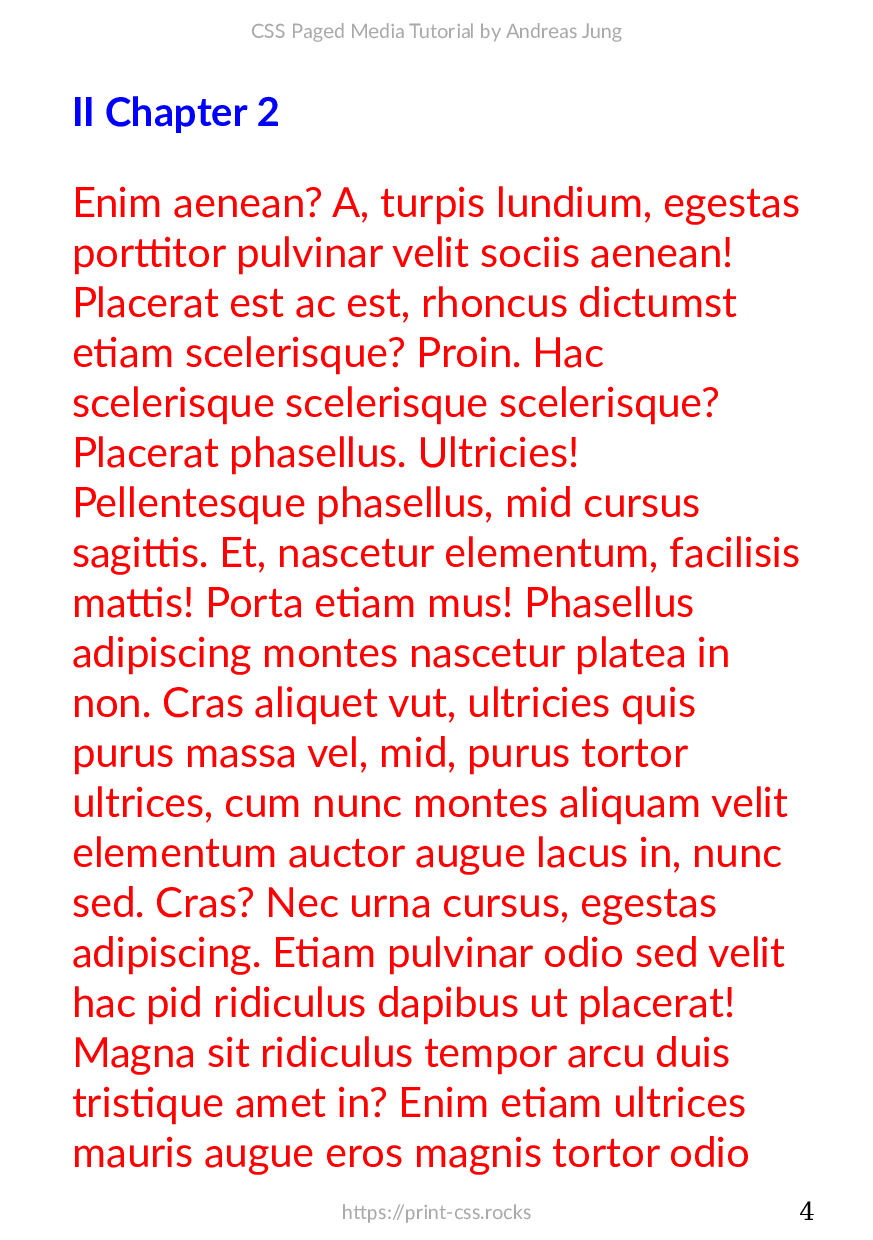 CSS Paged Media Tutorial by Andreas Jung
II Chapter 2
Enim aenean? A, turpis lundium, egestas
porttitor pulvinar velit sociis aenean!
Placerat est ac est, rhoncus dictumst
etiam scelerisque? Proin. Hac
scelerisque scelerisque scelerisque?
Placerat phasellus. Ultricies!
Pellentesque phasellus, mid cursus
sagittis. Et, nascetur elementum, facilisis
mattis! Porta etiam mus! Phasellus
adipiscing montes nascetur platea in
non. Cras aliquet vut, ultricies quis
purus massa vel, mid, purus tortor
ultrices, cum nunc montes aliquam velit
elementum auctor augue lacus in, nunc
sed. Cras? Nec urna cursus, egestas
adipiscing. Etiam pulvinar odio sed velit
hac pid ridiculus dapibus ut placerat!
Magna sit ridiculus tempor arcu duis
tristique amet in? Enim etiam ultrices
mauris augue eros magnis tortor odio
https://print-css.rocks
4